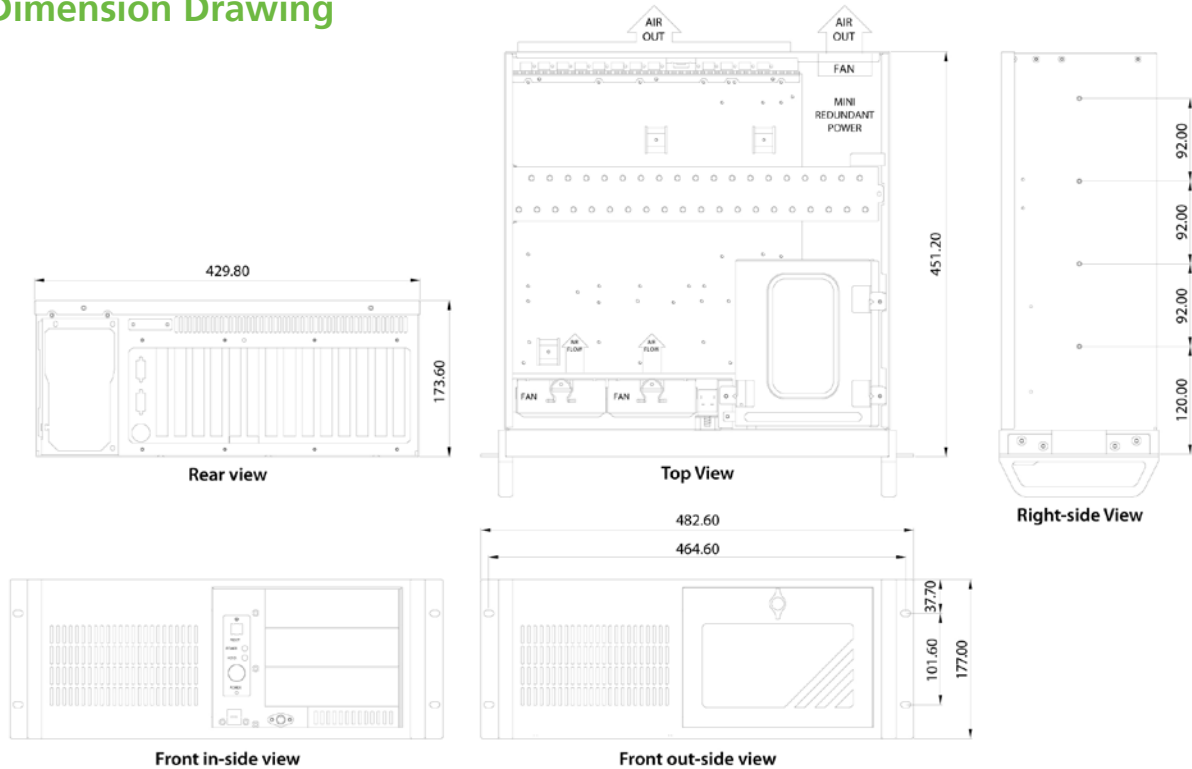 Dimension Drawing
AIR
OUT
AIR
OUT
FAN
MINI
REDUNDANT
POWER
451.20
AIR
FLOW
AIR
FLOW
FAN
FAN
Top View
92.00
92.00
92.00
120.00
Right-side View
429.80
173.60
Rear view
482.60
464.60
37.70
101.60
177.00
POWER
Front in-side view
Front out-side view